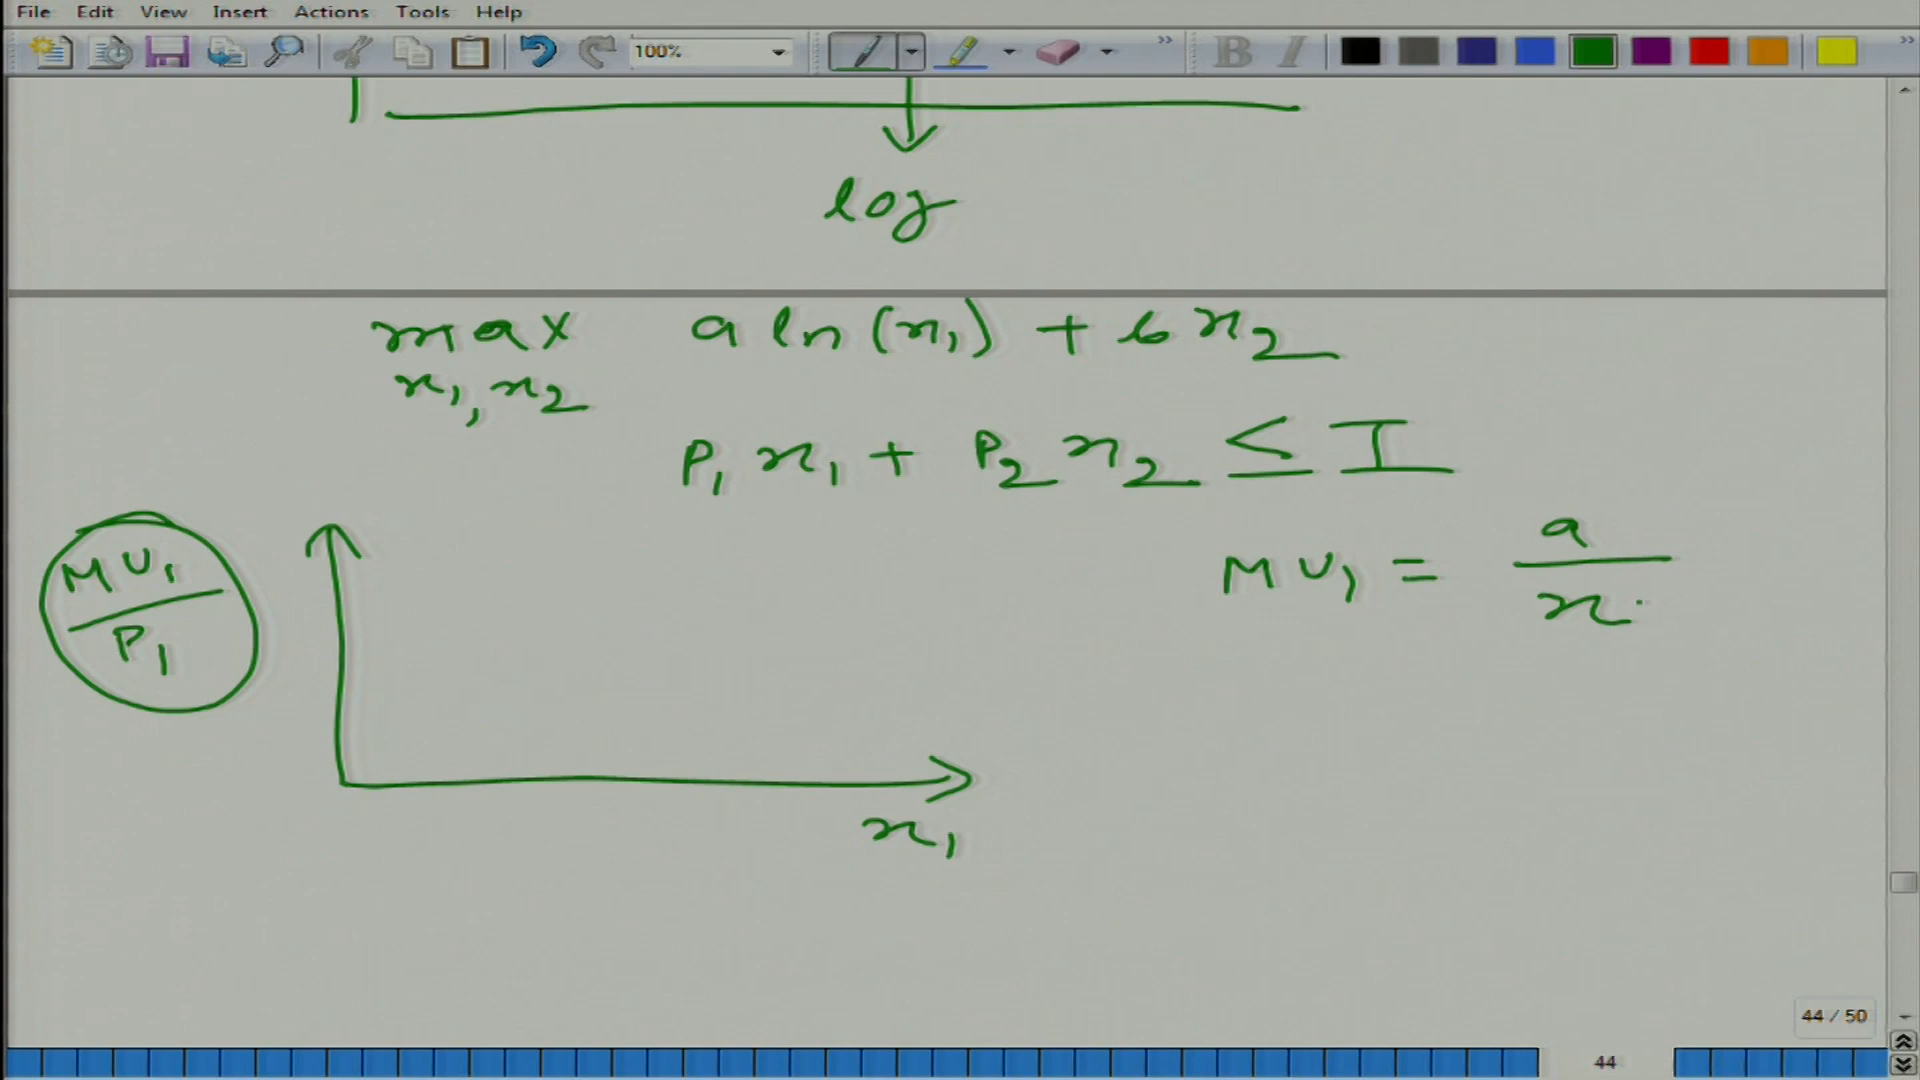 File Edit View Insert Actions Tools Help
100%
B I
log
max a ln(x₁) + b x₂
x₁, x₂
P₁ x₁ + P₂ x₂ ≤ I
MU₁ / P₁
MU₁ = a / x
x₁
44 / 50
44